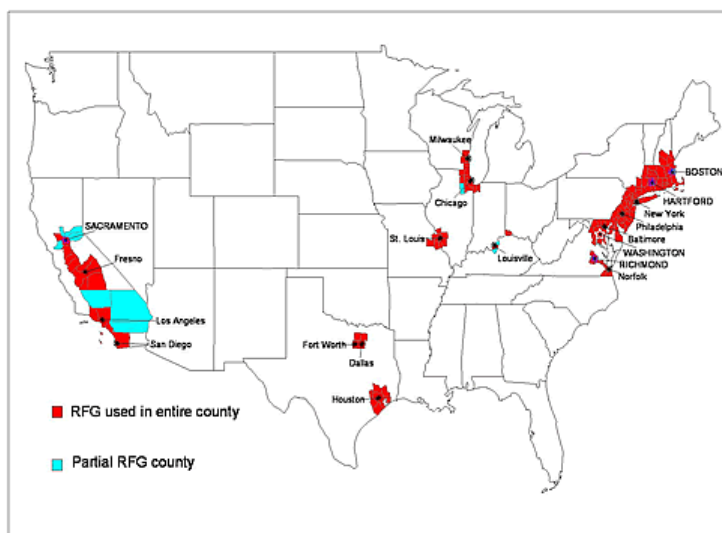 Milwaukee
BOSTON
Chicago
HARTFORD
New York
SACRAMENTO
Philadelphia
St. Louis
Baltimore
Fresno
Louisville
WASHINGTON
RICHMOND
Norfolk
Los Angeles
San Diego
Fort Worth
Dallas
Houston
RFG used in entire county
Partial RFG county